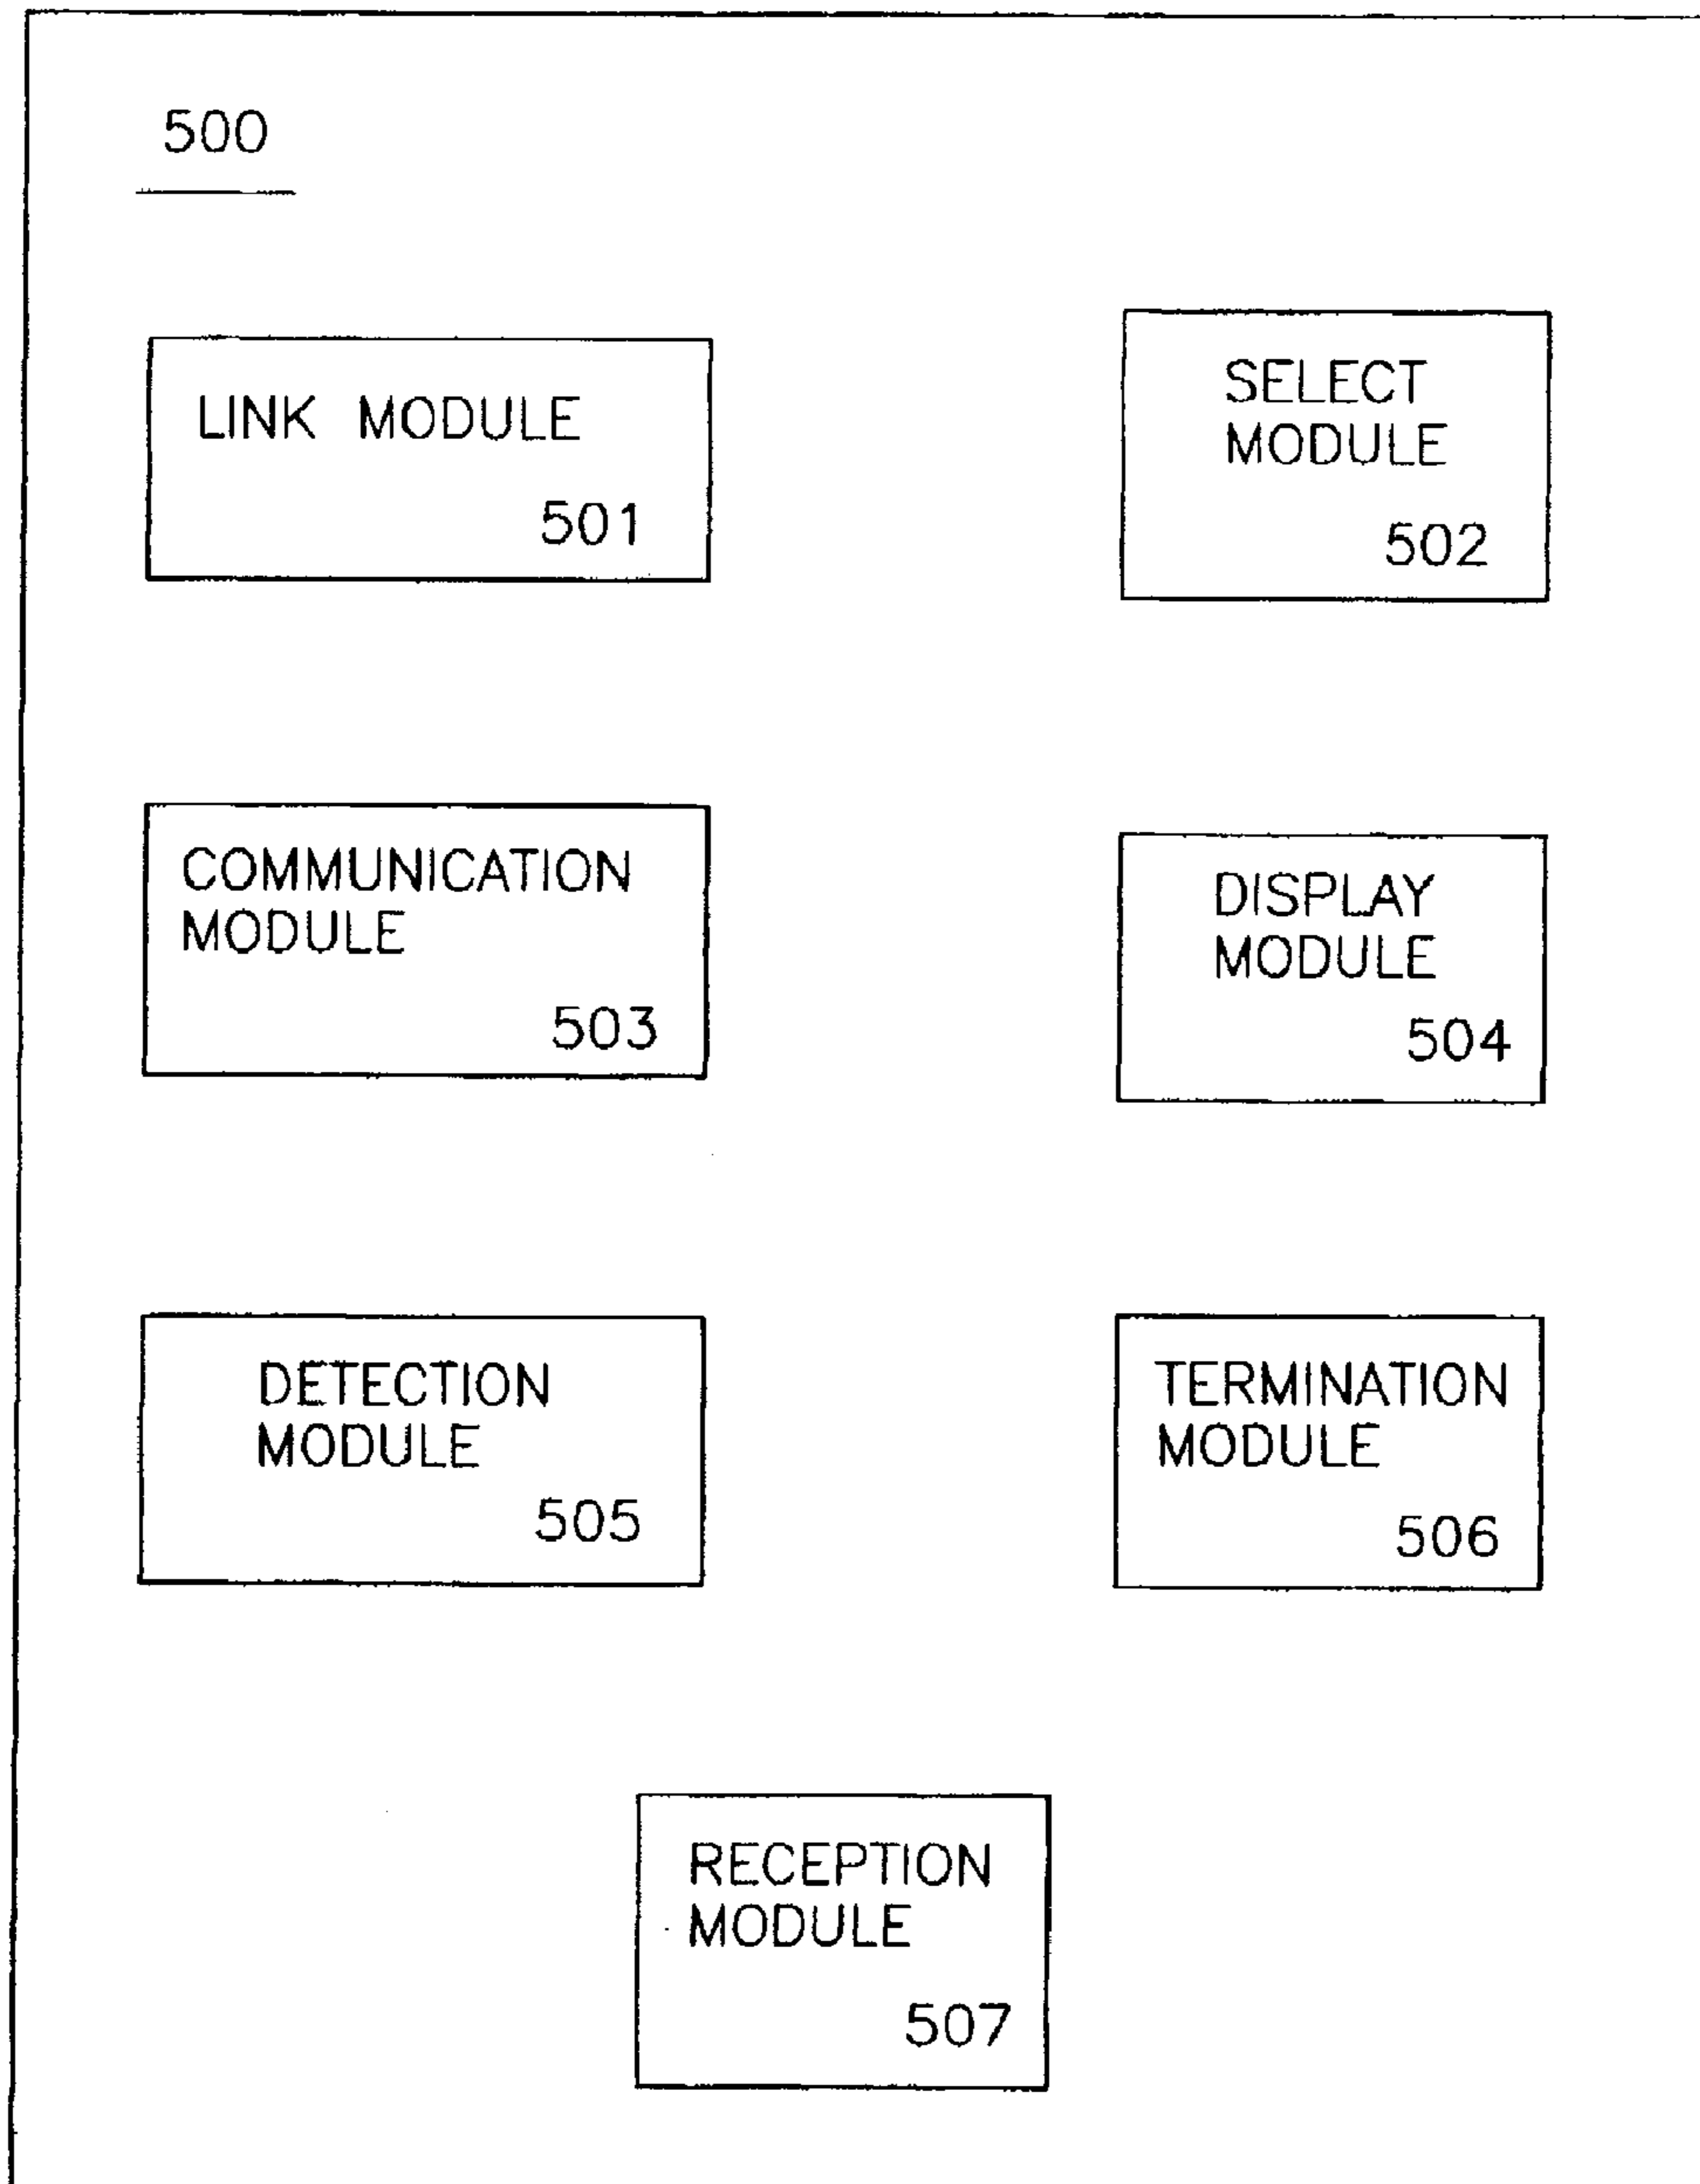 500
LINK MODULE
501
SELECT
MODULE
502
COMMUNICATION
MODULE
503
DISPLAY
MODULE
504
DETECTION
MODULE
505
TERMINATION
MODULE
506
RECEPTION
MODULE
507